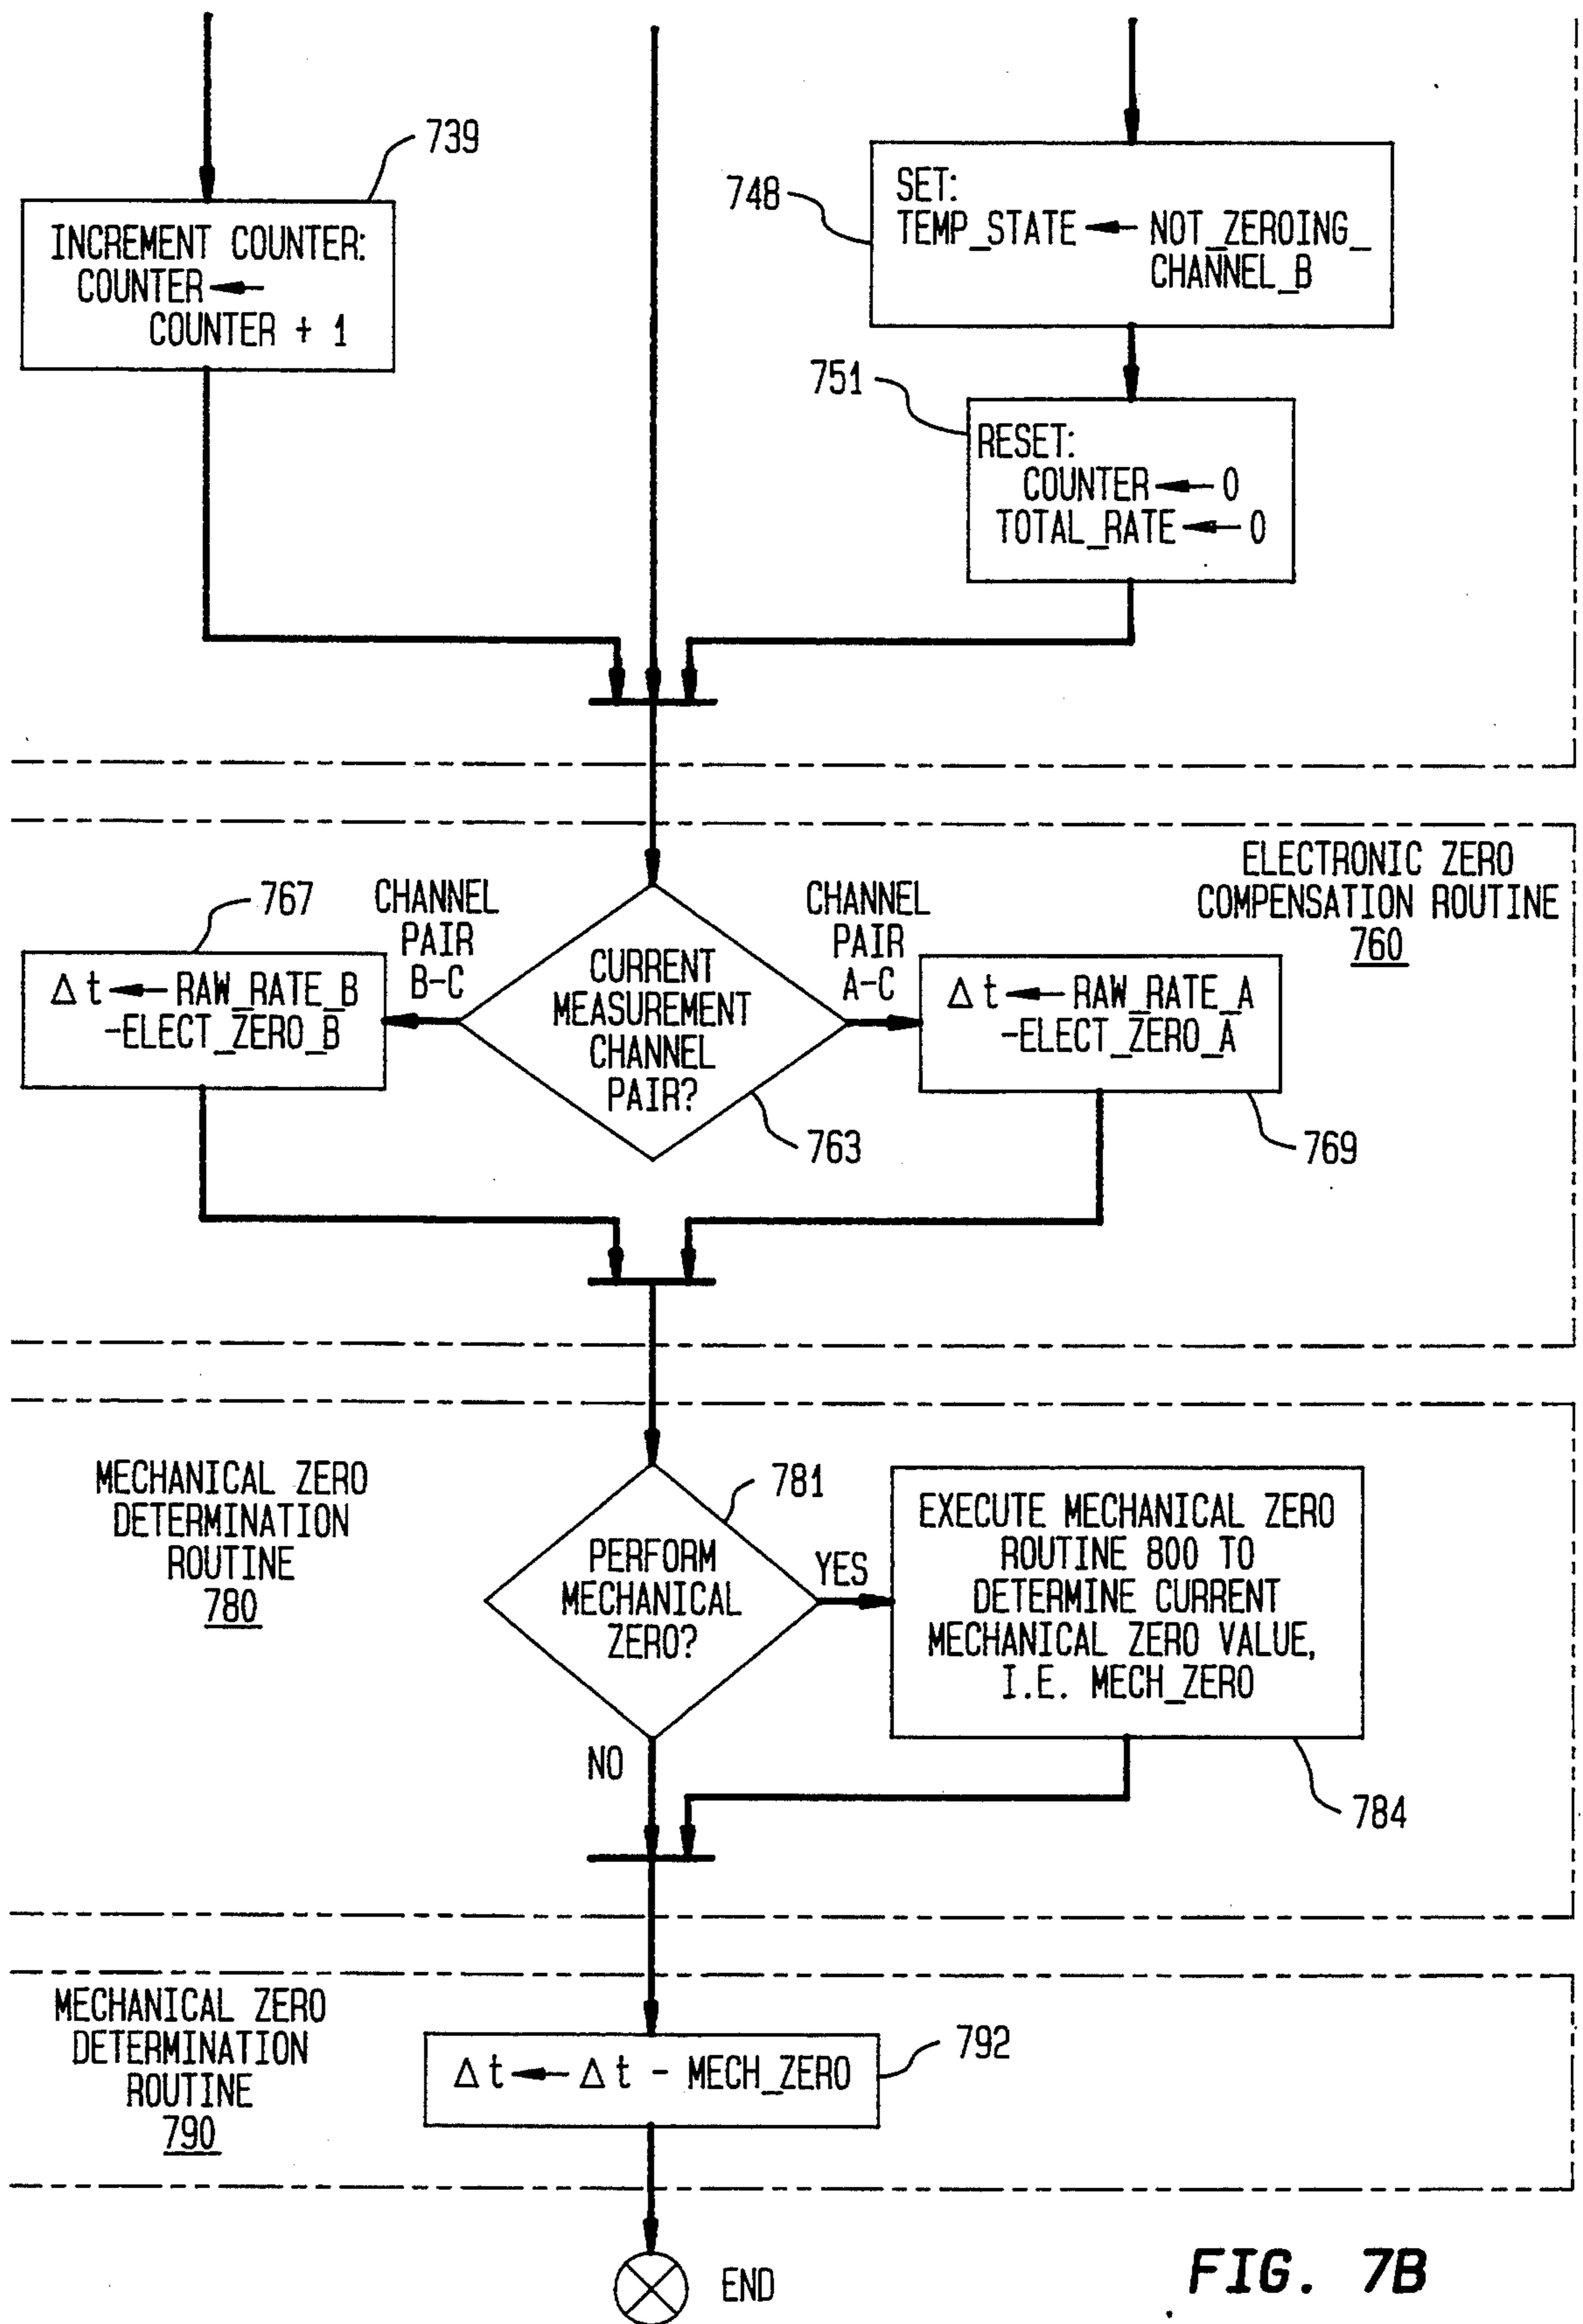 739
INCREMENT COUNTER:
COUNTER ←
COUNTER + 1
748
SET:
TEMP_STATE ← NOT_ZEROING_
CHANNEL_B
751
RESET:
COUNTER ← 0
TOTAL_RATE ← 0
ELECTRONIC ZERO
COMPENSATION ROUTINE
760
767
CHANNEL
PAIR
B-C
Δt ← RAW_RATE_B
-ELECT_ZERO_B
CURRENT
MEASUREMENT
CHANNEL
PAIR?
763
CHANNEL
PAIR
A-C
Δt ← RAW_RATE_A
-ELECT_ZERO_A
769
MECHANICAL ZERO
DETERMINATION
ROUTINE
780
781
PERFORM
MECHANICAL
ZERO?
YES
NO
EXECUTE MECHANICAL ZERO
ROUTINE 800 TO
DETERMINE CURRENT
MECHANICAL ZERO VALUE,
I.E. MECH_ZERO
784
MECHANICAL ZERO
DETERMINATION
ROUTINE
790
Δt ← Δt - MECH_ZERO
792
END
FIG. 7B